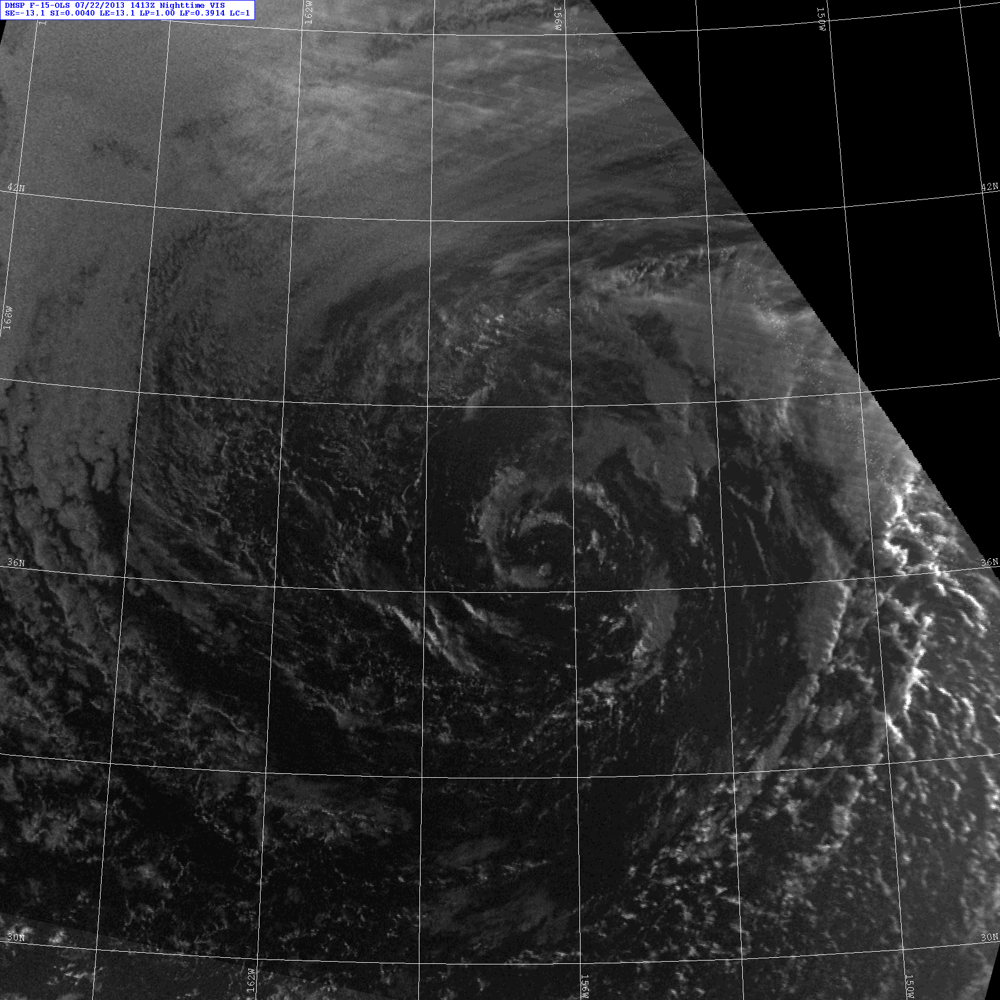 DMSP F-15-OLS 07/22/2013 1413Z Nighttime VIS
SE=-13.1 SI=0.0040 LE=13.1 LP=1.00 LF=0.3914 LC=1
162W
156W
150W
42N
42N
168W
36N
36N
30N
30N
162W
156W
150W